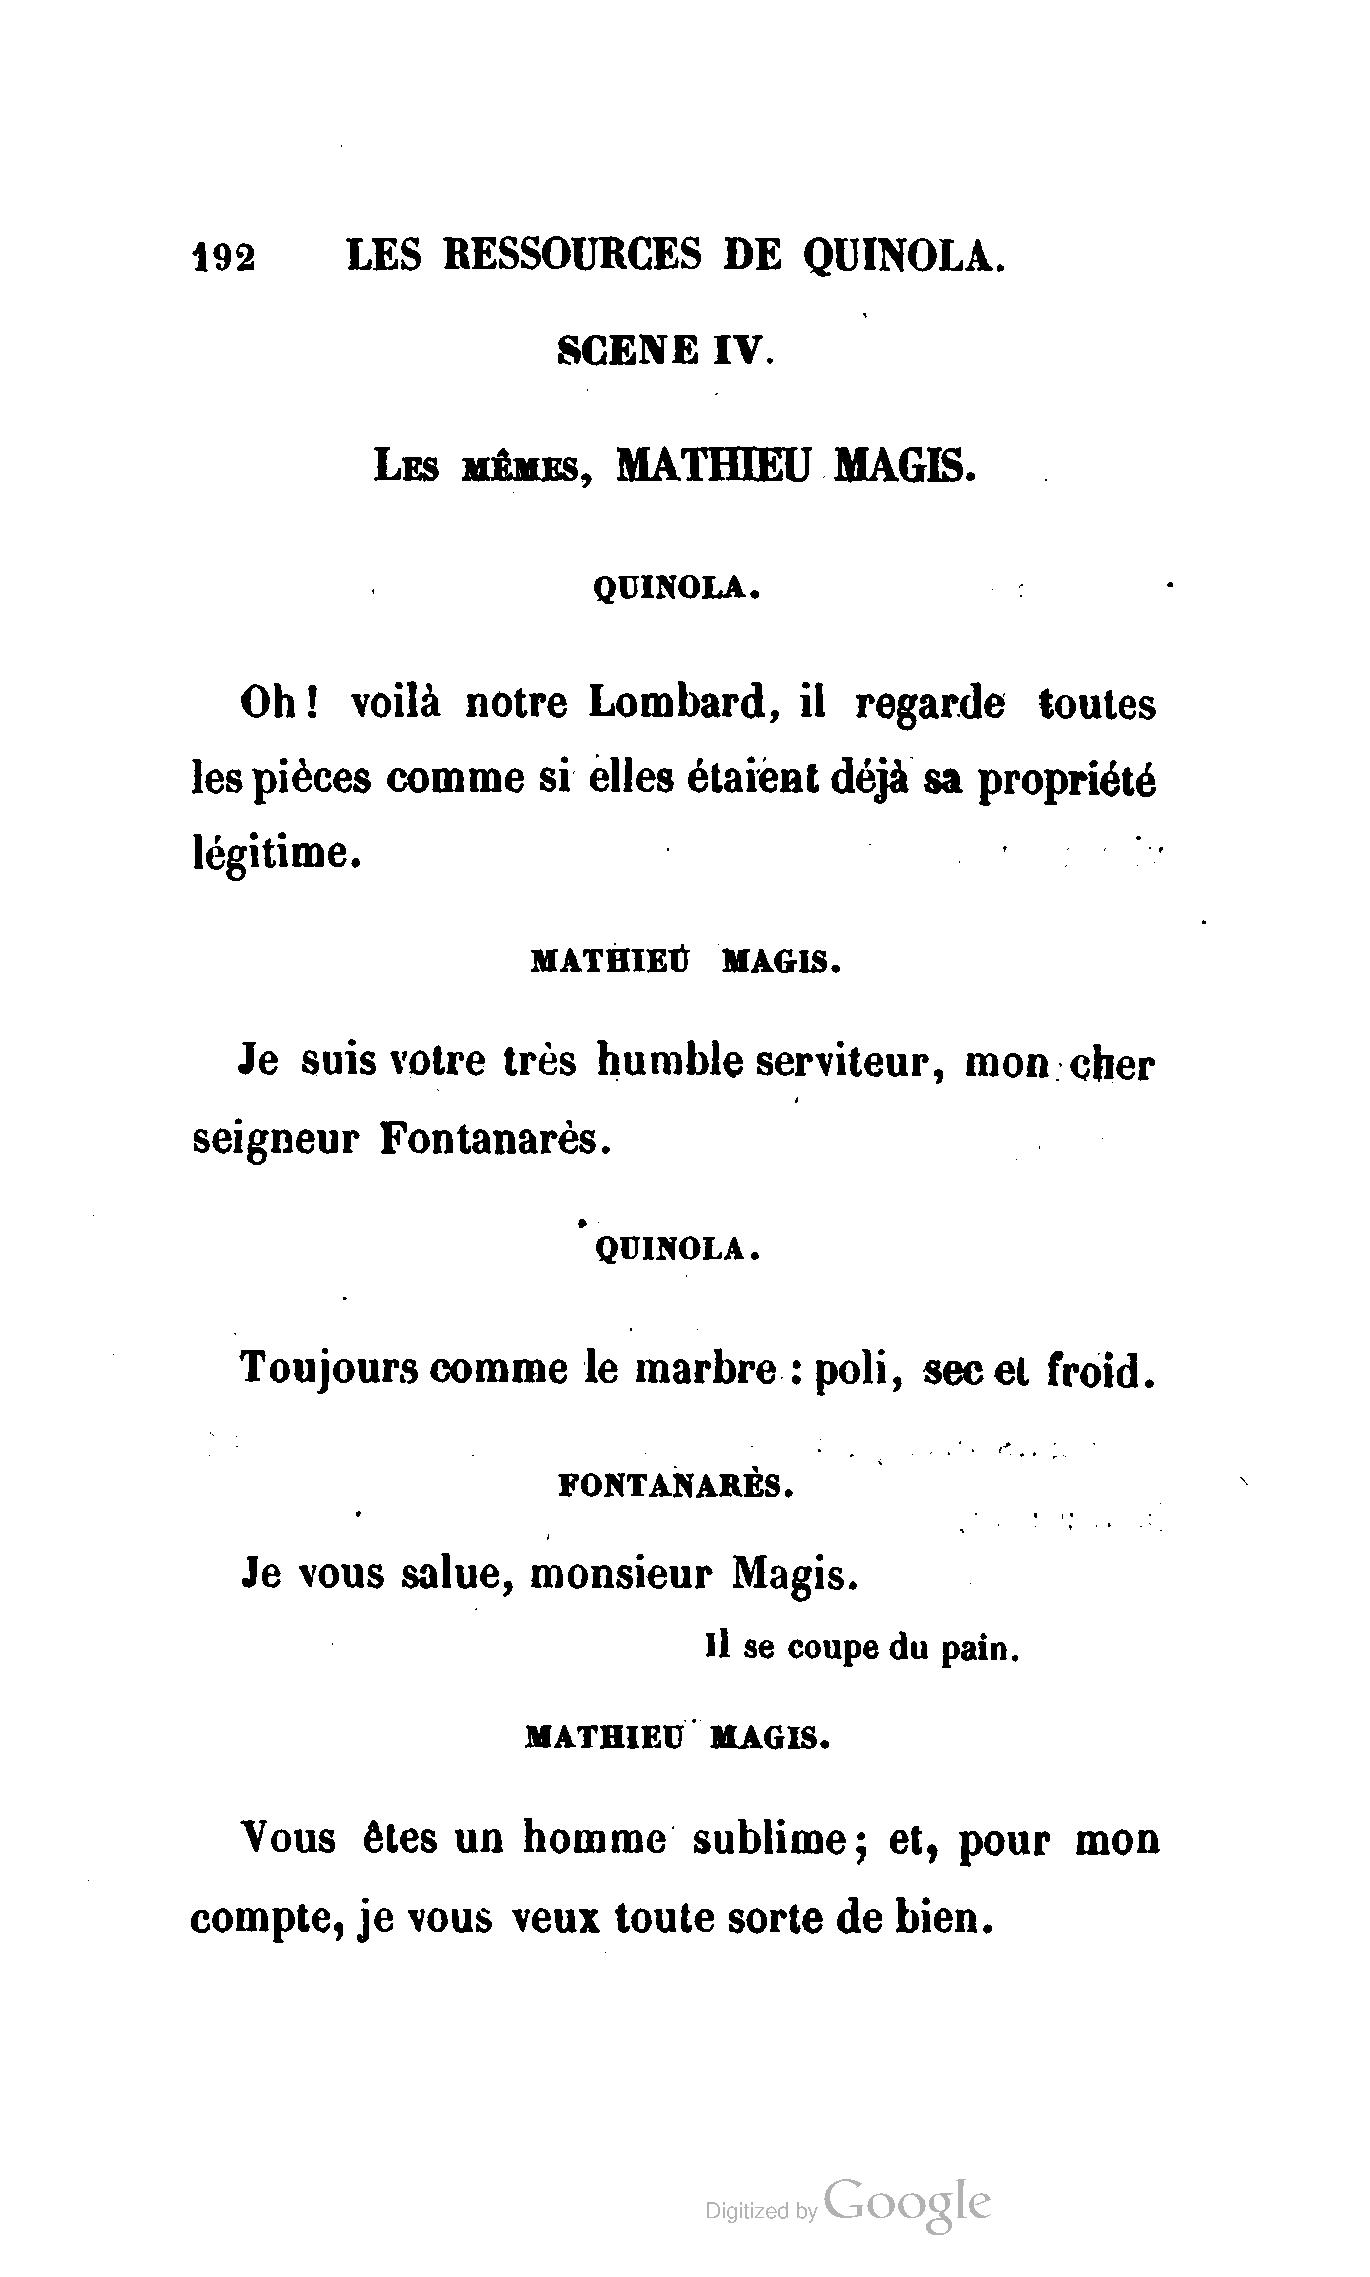 192 LES RESSOURCES DE QUINOLA.
SCENE IV.
LES MÊMES, MATHIEU MAGIS.
QUINOLA.
Oh ! voilà notre Lombard, il regarde toutes
les pièces comme si elles étaient déjà sa propriété
légitime.
MATHIEU MAGIS.
Je suis votre très humble serviteur, mon cher
seigneur Fontanarès.
QUINOLA.
Toujours comme le marbre : poli, sec et froid.
FONTANARÈS.
Je vous salue, monsieur Magis.
Il se coupe du pain.
MATHIEU MAGIS.
Vous êtes un homme sublime ; et, pour mon
compte, je vous veux toute sorte de bien.
Digitized by Google